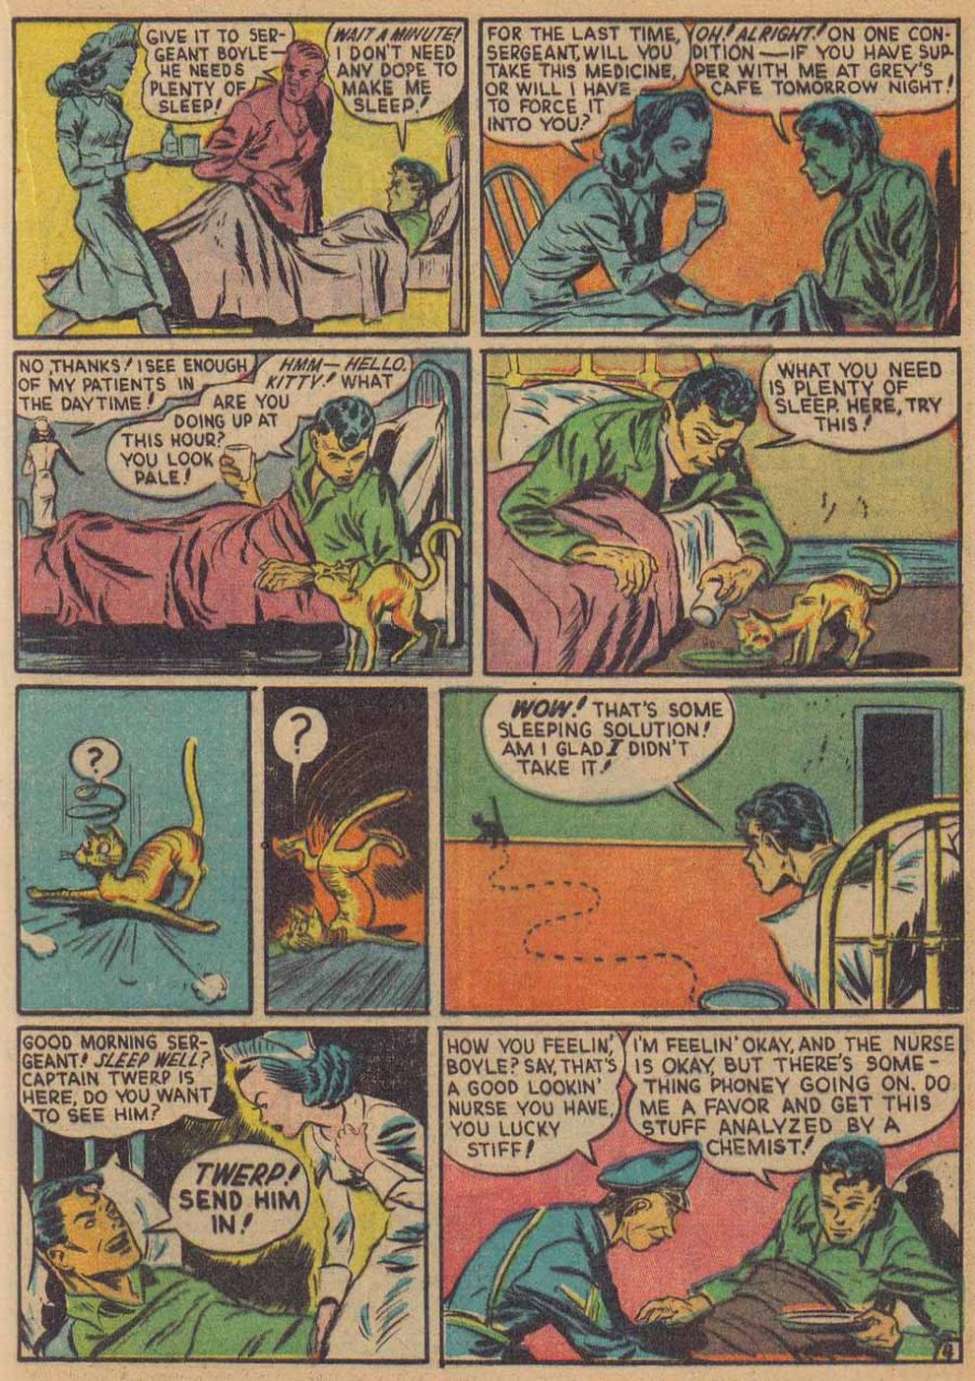 GIVE IT TO SER-
GEANT BOYLE—
HE NEEDS
PLENTY OF
SLEEP!
WAIT A MINUTE!
I DON'T NEED
ANY DOPE TO
MAKE ME
SLEEP!
FOR THE LAST TIME,
SERGEANT, WILL YOU
TAKE THIS MEDICINE,
OR WILL I HAVE
TO FORCE IT
INTO YOU?
OH! ALRIGHT! ON ONE CON-
DITION—IF YOU HAVE SUP-
PER WITH ME AT GREY'S
CAFE TOMORROW NIGHT!
NO, THANKS! I SEE ENOUGH
OF MY PATIENTS IN
THE DAYTIME!
HMM—HELLO,
KITTY! WHAT
ARE YOU
DOING UP AT
THIS HOUR?
YOU LOOK
PALE!
WHAT YOU NEED
IS PLENTY OF
SLEEP. HERE, TRY
THIS!
?
?
WOW! THAT'S SOME
SLEEPING SOLUTION!
AM I GLAD I DIDN'T
TAKE IT!
GOOD MORNING SER-
GEANT! SLEEP WELL?
CAPTAIN TWERP IS
HERE, DO YOU WANT
TO SEE HIM?
TWERP!
SEND HIM
IN!
HOW YOU FEELIN',
BOYLE? SAY, THAT'S
A GOOD LOOKIN'
NURSE YOU HAVE,
YOU LUCKY
STIFF!
I'M FEELIN' OKAY, AND THE NURSE
IS OKAY, BUT THERE'S SOME-
THING PHONEY GOING ON. DO
ME A FAVOR AND GET THIS
STUFF ANALYZED BY A
CHEMIST!
4